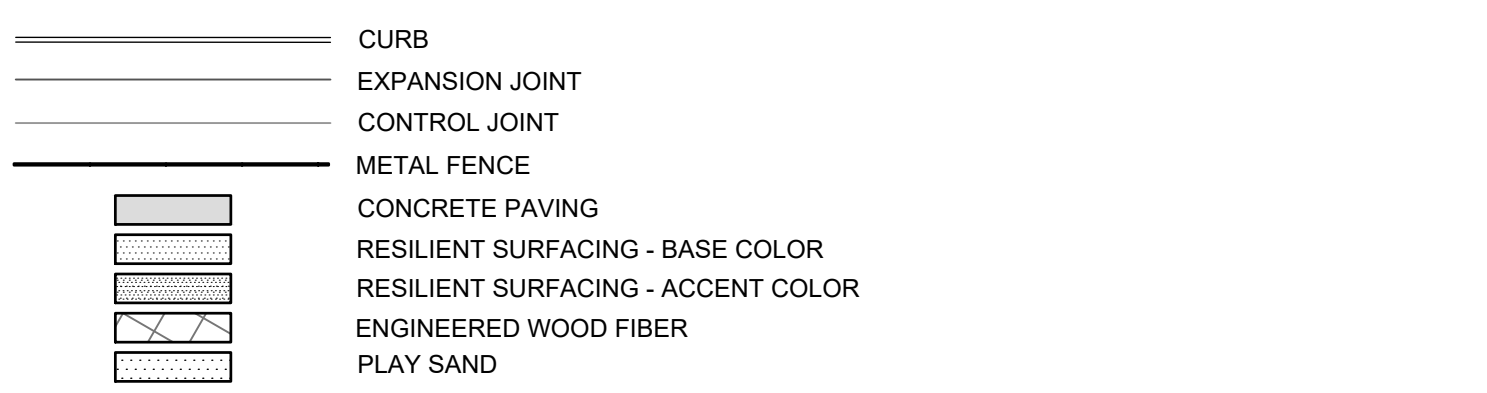 CURB
EXPANSION JOINT
CONTROL JOINT
METAL FENCE
CONCRETE PAVING
RESILIENT SURFACING - BASE COLOR
RESILIENT SURFACING - ACCENT COLOR
ENGINEERED WOOD FIBER
PLAY SAND